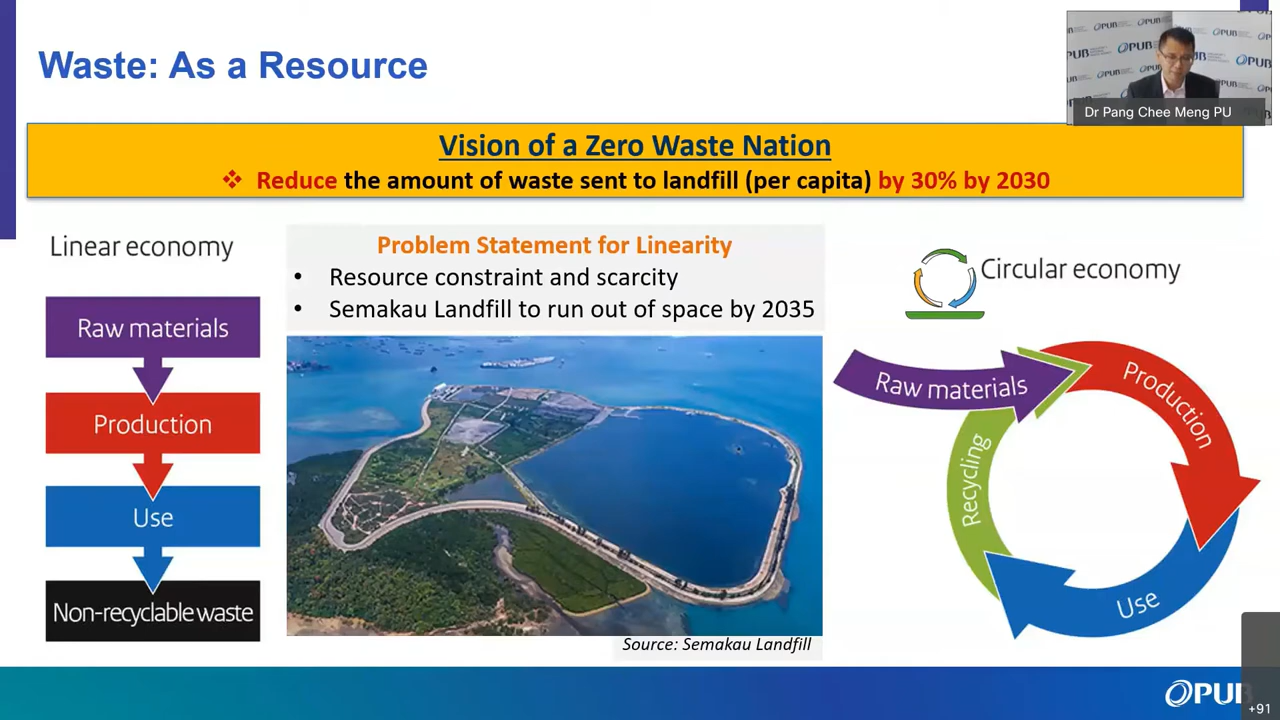 Waste: As a Resource
Dr Pang Chee Meng PU
Vision of a Zero Waste Nation
❖ Reduce the amount of waste sent to landfill (per capita) by 30% by 2030
Linear economy
Raw materials
Production
Use
Non-recyclable waste
Problem Statement for Linearity
• Resource constraint and scarcity
• Semakau Landfill to run out of space by 2035
Source: Semakau Landfill
Circular economy
Raw materials
Production
Use
Recycling
PUB
+91